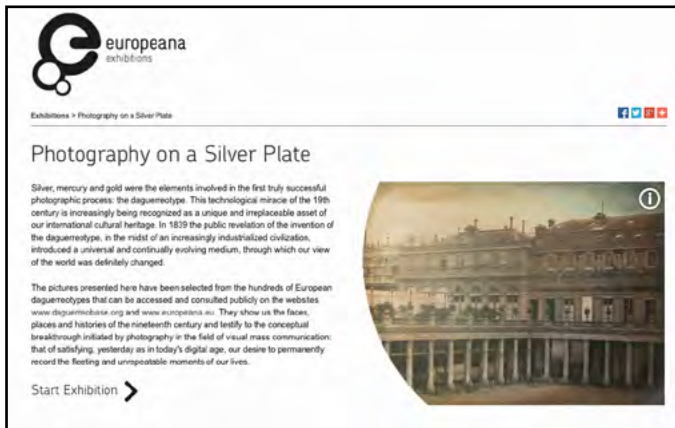 europeana
exhibitions
Exhibitions > Photography on a Silver Plate
Photography on a Silver Plate
Silver, mercury and gold were the elements involved in the first truly successful
photographic process: the daguerreotype. This technological miracle of the 19th
century is increasingly being recognized as a unique and irreplaceable asset of
our international cultural heritage. In 1839 the public revelation of the invention of
the daguerreotype, in the midst of an increasingly industrialized civilization,
introduced a universal and continually evolving medium, through which our view
of the world was definitely changed.
The pictures presented here have been selected from the hundreds of European
daguerreotypes that can be accessed and consulted publicly on the websites
www.daguerreobase.org and www.europeana.eu. They show us the faces,
places and histories of the nineteenth century and testify to the conceptual
breakthrough initiated by photography in the field of visual mass communication:
that of satisfying, yesterday as in today's digital age, our desire to permanently
record the fleeting and unrepeatable moments of our lives.
Start Exhibition